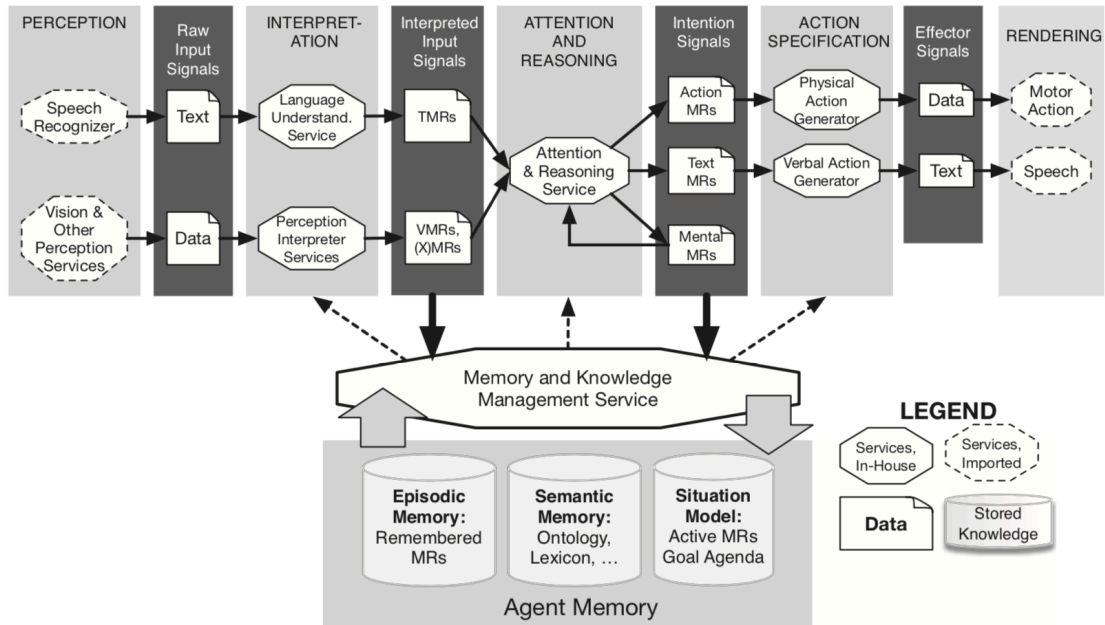 PERCEPTION
Raw
Input
Signals
INTERPRET-
ATION
Interpreted
Input
Signals
ATTENTION
AND
REASONING
Intention
Signals
ACTION
SPECIFICATION
Effector
Signals
RENDERING
Speech
Recognizer
Text
Language
Understand.
Service
TMRs
Attention
& Reasoning
Service
Action
MRs
Physical
Action
Generator
Data
Motor
Action
Text
MRs
Verbal Action
Generator
Text
Speech
Vision &
Other
Perception
Services
Data
Perception
Interpreter
Services
VMRs,
(X)MRs
Mental
MRs
Memory and Knowledge
Management Service
Episodic
Memory:
Remembered
MRs
Semantic
Memory:
Ontology,
Lexicon, ...
Situation
Model:
Active MRs
Goal Agenda
Agent Memory
LEGEND
Services,
In-House
Services,
Imported
Data
Stored
Knowledge